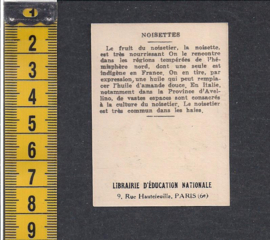 NOISETTES
Le fruit du noisetier, la noisette,
est très nourrissant On la rencontre
dans les régions tempérées de l'hé-
misphère nord, dont une seule est
indigène en France, On en tire, par
expression, une huile qui peut rempla-
cer l'huile d'amande douce, En Italie,
notamment dans la Province d'Avel-
lino, de vastes espaces sont consacrés
à la culture du noisetier, Le noisetier
est très commun dans les haies,
LIBRAIRIE D'ÉDUCATION NATIONALE
9, Rue Hautefeuille, PARIS (6e)
2
3
4
5
6
7
8
9